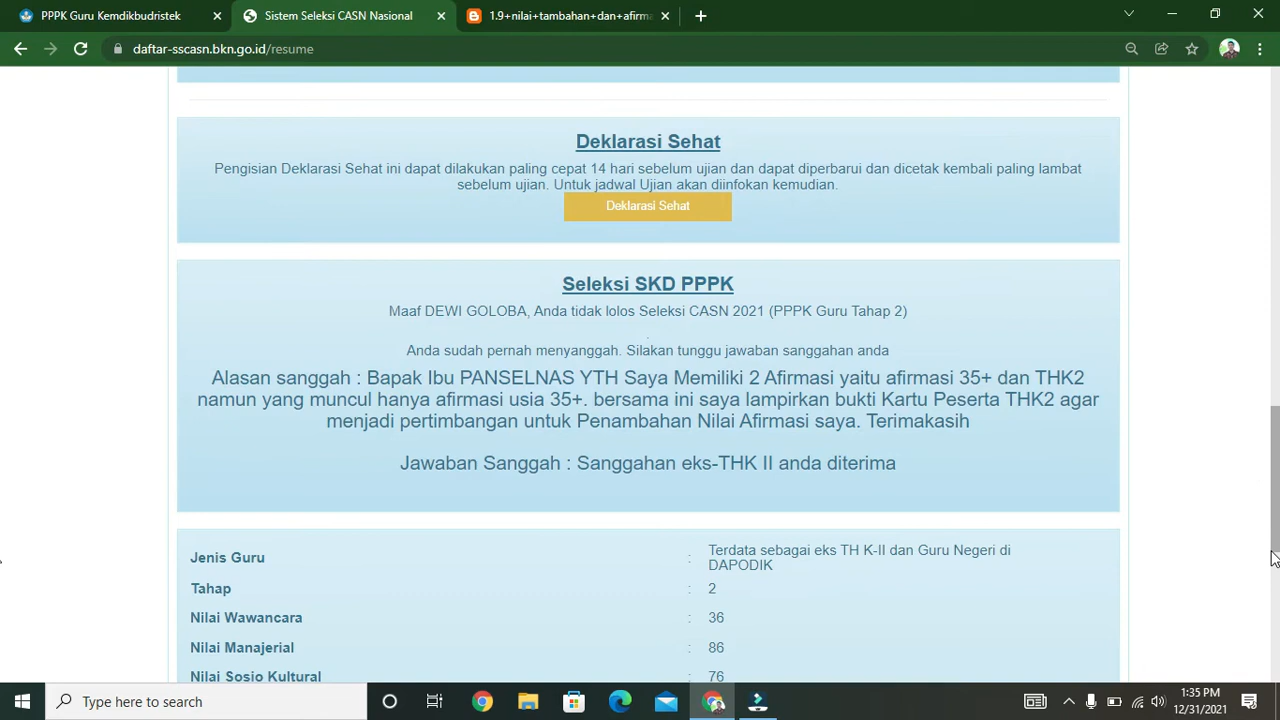 PPPK Guru Kemdikbudristek
Sistem Seleksi CASN Nasional
1.9+nilai+tambahan+dan+afirma
daftar-sscasn.bkn.go.id/resume
Deklarasi Sehat
Pengisian Deklarasi Sehat ini dapat dilakukan paling cepat 14 hari sebelum ujian dan dapat diperbarui dan dicetak kembali paling lambat
sebelum ujian. Untuk jadwal Ujian akan diinfokan kemudian.
Deklarasi Sehat
Seleksi SKD PPPK
Maaf DEWI GOLOBA, Anda tidak lolos Seleksi CASN 2021 (PPPK Guru Tahap 2)
.
Anda sudah pernah menyanggah. Silakan tunggu jawaban sanggahan anda
Alasan sanggah : Bapak Ibu PANSELNAS YTH Saya Memiliki 2 Afirmasi yaitu afirmasi 35+ dan THK2
namun yang muncul hanya afirmasi usia 35+. bersama ini saya lampirkan bukti Kartu Peserta THK2 agar
menjadi pertimbangan untuk Penambahan Nilai Afirmasi saya. Terimakasih
Jawaban Sanggah : Sanggahan eks-THK II anda diterima
Jenis Guru : Terdata sebagai eks TH K-II dan Guru Negeri di
DAPODIK
Tahap : 2
Nilai Wawancara : 36
Nilai Manajerial : 86
Nilai Sosio Kultural : 76
Type here to search
1:35 PM
12/31/2021